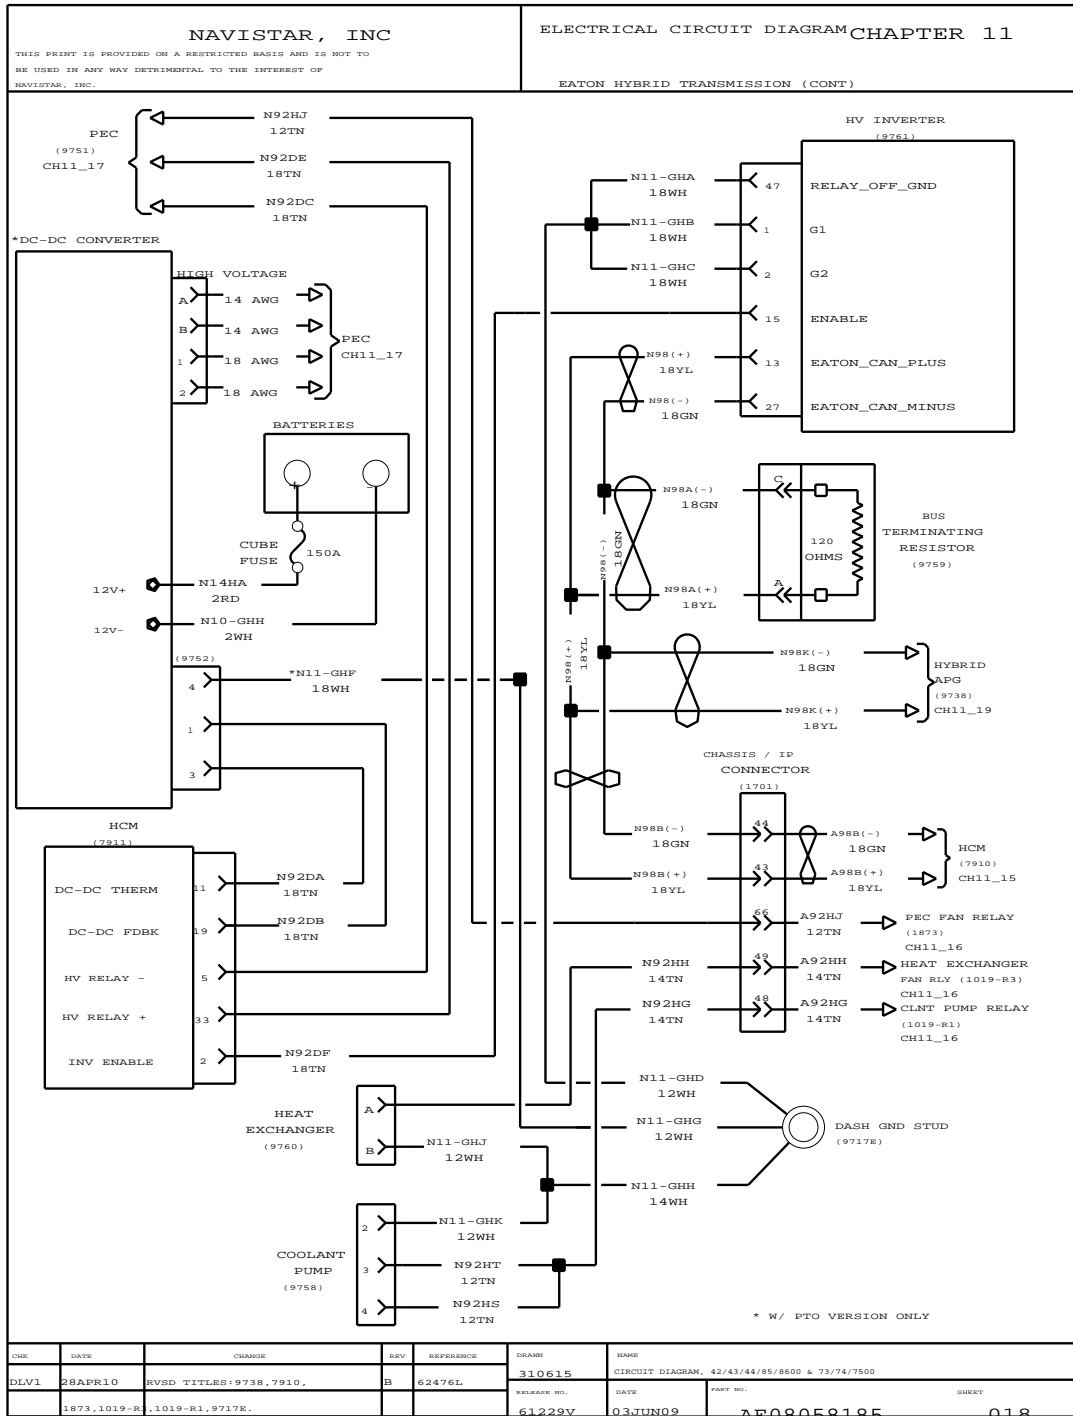 NAVISTAR, INC
THIS PRINT IS PROVIDED ON A RESTRICTED BASIS AND IS NOT TO
BE USED IN ANY WAY DETRIMENTAL TO THE INTEREST OF
NAVISTAR, INC.
ELECTRICAL CIRCUIT DIAGRAM CHAPTER 11
EATON HYBRID TRANSMISSION (CONT)
PEC
(9751)
CH11_17
N92HJ
12TN
N92DE
18TN
N92DC
18TN
*DC-DC CONVERTER
HIGH VOLTAGE
A 14 AWG
B 14 AWG
1 18 AWG
2 18 AWG
PEC
CH11_17
BATTERIES
+ -
CUBE
FUSE
150A
12V+
N14HA
2RD
12V-
N10-GHH
2WH
(9752)
4
*N11-GHF
18WH
1
3
HCM
(7911)
DC-DC THERM 11
N92DA
18TN
DC-DC FDBK 19
N92DB
18TN
HV RELAY - 5
HV RELAY + 33
INV ENABLE 2
N92DF
18TN
HEAT
EXCHANGER
(9760)
A
B
N11-GHJ
12WH
COOLANT
PUMP
(9758)
2
N11-GHK
12WH
3
N92HT
12TN
4
N92HS
12TN
HV INVERTER
(9761)
N11-GHA
18WH
47 RELAY_OFF_GND
N11-GHB
18WH
1 G1
N11-GHC
18WH
2 G2
15 ENABLE
N98(+)
18YL
13 EATON_CAN_PLUS
N98(-)
18GN
27 EATON_CAN_MINUS
N98A(-)
18GN
C
N98(-)
18GN
120
OHMS
BUS
TERMINATING
RESISTOR
(9759)
N98A(+)
18YL
A
N98(+)
18YL
N98K(-)
18GN
N98K(+)
18YL
HYBRID
APG
(9738)
CH11_19
CHASSIS / IP
CONNECTOR
(1701)
N98B(-)
18GN
44
A98B(-)
18GN
N98B(+)
18YL
43
A98B(+)
18YL
HCM
(7910)
CH11_15
66
A92HJ
12TN
PEC FAN RELAY
(1873)
CH11_16
N92HH
14TN
49
A92HH
14TN
HEAT EXCHANGER
FAN RLY (1019-R3)
CH11_16
N92HG
14TN
48
A92HG
14TN
CLNT PUMP RELAY
(1019-R1)
CH11_16
N11-GHD
12WH
N11-GHG
12WH
N11-GHH
14WH
DASH GND STUD
(9717E)
* W/ PTO VERSION ONLY
CHK DATE CHANGE REV REFERENCE
DLV1 28APR10 RVSD TITLES:9738,7910, B 62476L
1873,1019-R3,1019-R1,9717E.
DRAWN
310615
NAME
CIRCUIT DIAGRAM, 42/43/44/85/8600 & 73/74/7500
RELEASE NO.
61229V
DATE
03JUN09
PART NO.
AE08058185
SHEET
018